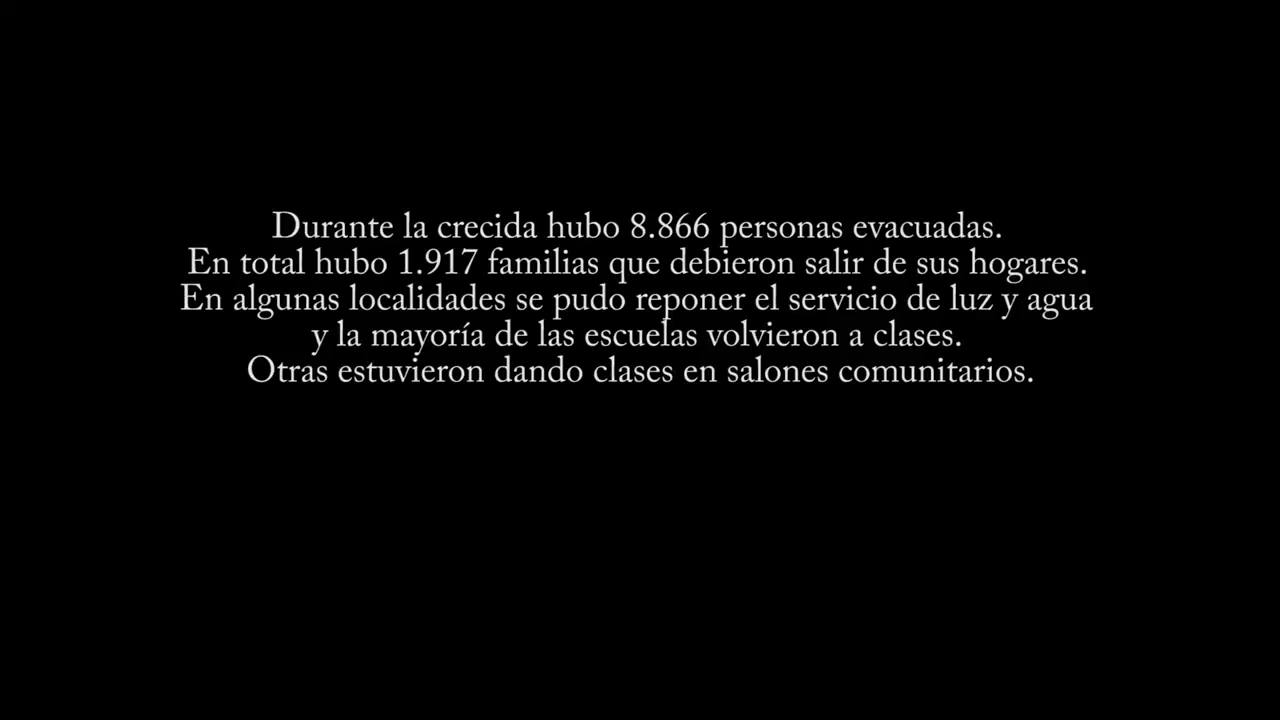 Durante la crecida hubo 8.866 personas evacuadas.
En total hubo 1.917 familias que debieron salir de sus hogares.
En algunas localidades se pudo reponer el servicio de luz y agua
y la mayoría de las escuelas volvieron a clases.
Otras estuvieron dando clases en salones comunitarios.